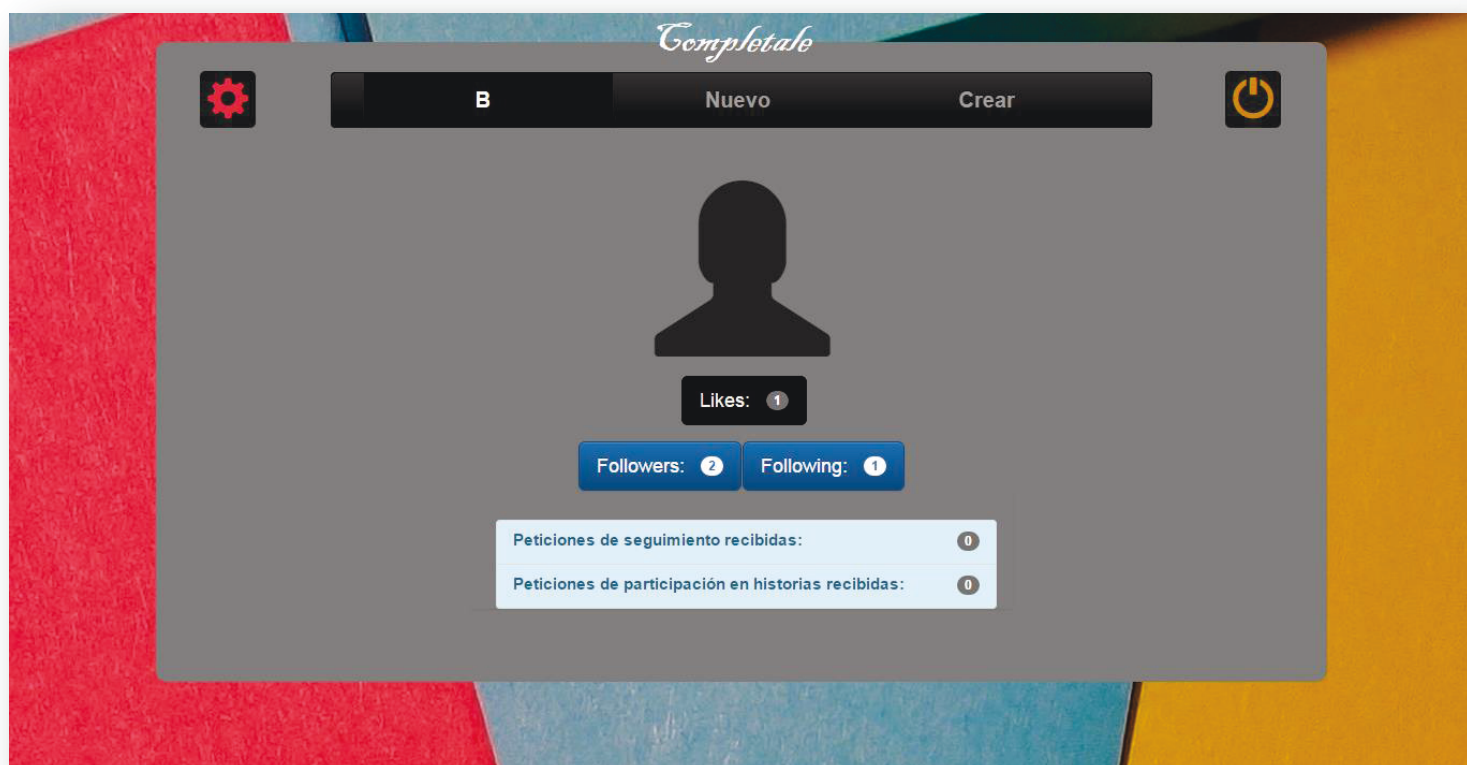 Completale
B Nuevo Crear
Likes: 1
Followers: 2 Following: 1
Peticiones de seguimiento recibidas: 0
Peticiones de participación en historias recibidas: 0